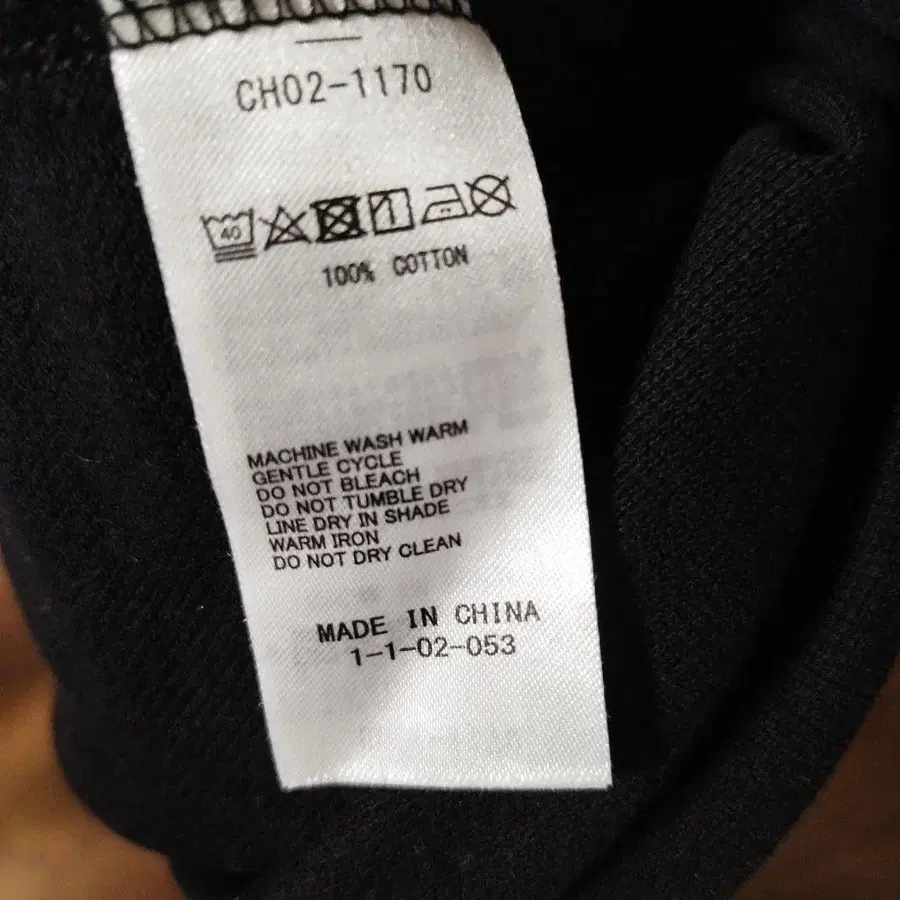 CH02-1170
40
100% COTTON
MACHINE WASH WARM
GENTLE CYCLE
DO NOT BLEACH
DO NOT TUMBLE DRY
LINE DRY IN SHADE
WARM IRON
DO NOT DRY CLEAN
MADE IN CHINA
1-1-02-053